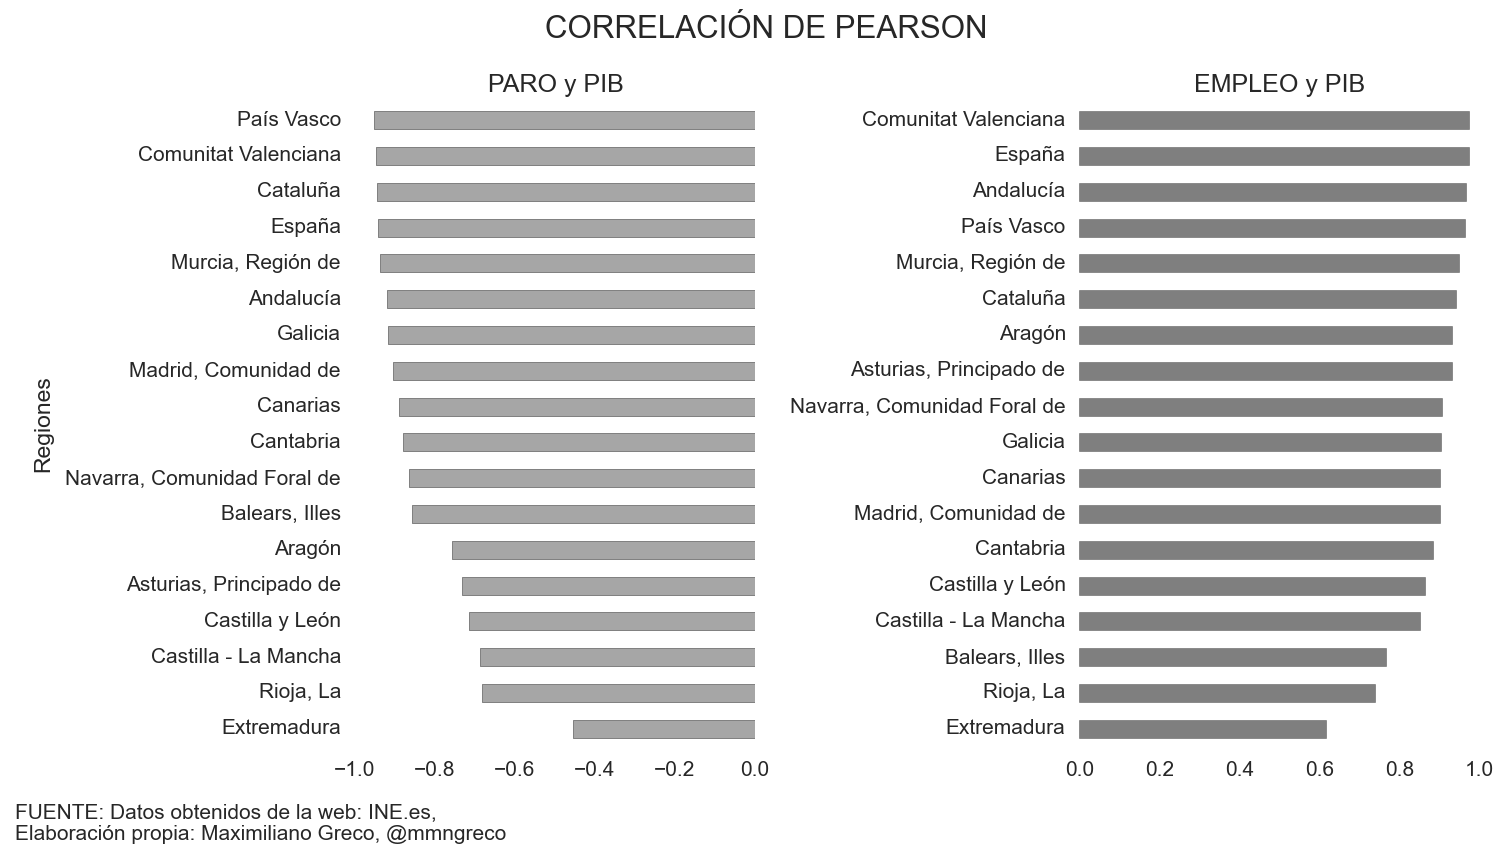 CORRELACIÓN DE PEARSON
PARO y PIB
Regiones
País Vasco
Comunitat Valenciana
Cataluña
España
Murcia, Región de
Andalucía
Galicia
Madrid, Comunidad de
Canarias
Cantabria
Navarra, Comunidad Foral de
Balears, Illes
Aragón
Asturias, Principado de
Castilla y León
Castilla - La Mancha
Rioja, La
Extremadura
−1.0 −0.8 −0.6 −0.4 −0.2 0.0
EMPLEO y PIB
Comunitat Valenciana
España
Andalucía
País Vasco
Murcia, Región de
Cataluña
Aragón
Asturias, Principado de
Navarra, Comunidad Foral de
Galicia
Canarias
Madrid, Comunidad de
Cantabria
Castilla y León
Castilla - La Mancha
Balears, Illes
Rioja, La
Extremadura
0.0 0.2 0.4 0.6 0.8 1.0
FUENTE: Datos obtenidos de la web: INE.es,
Elaboración propia: Maximiliano Greco, @mmngreco